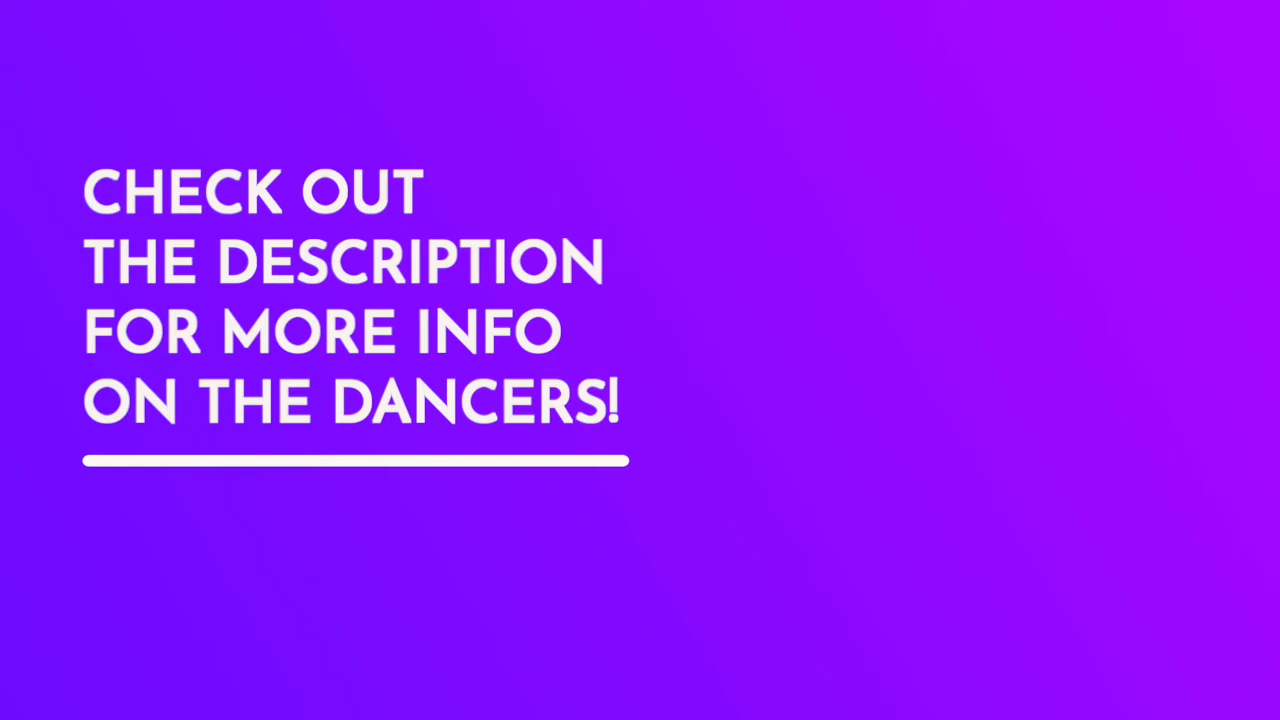 CHECK OUT
THE DESCRIPTION
FOR MORE INFO
ON THE DANCERS!